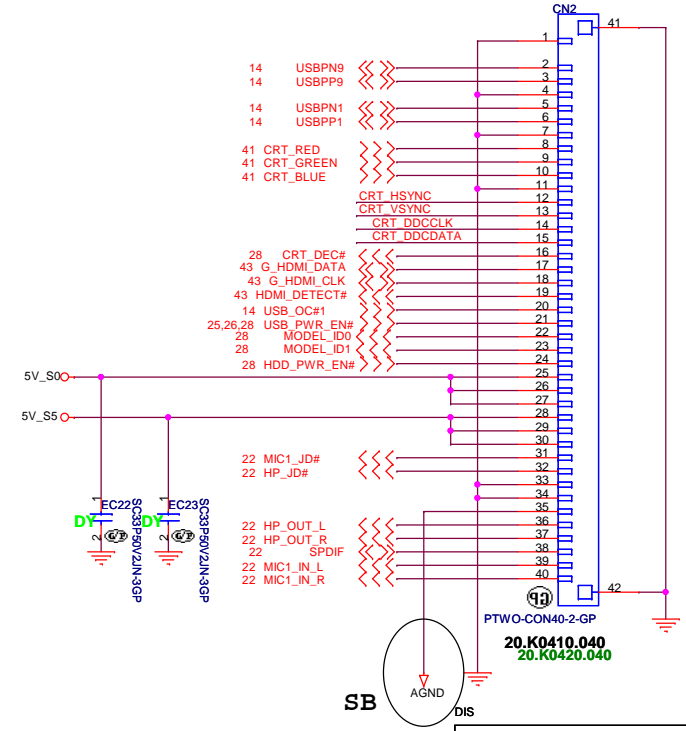 CN2
41
1
14 USBPN9 2
14 USBPP9 3
4
14 USBPN1 5
14 USBPP1 6
7
41 CRT_RED 8
41 CRT_GREEN 9
41 CRT_BLUE 10
11
CRT_HSYNC 12
CRT_VSYNC 13
CRT_DDCCLK 14
CRT_DDCDATA 15
28 CRT_DEC# 16
43 G_HDMI_DATA 17
43 G_HDMI_CLK 18
43 HDMI_DETECT# 19
14 USB_OC#1 20
25,26,28 USB_PWR_EN# 21
28 MODEL_ID0 22
28 MODEL_ID1 23
28 HDD_PWR_EN# 24
5V_S0 25
26
27
5V_S5 28
29
30
22 MIC1_JD# 31
22 HP_JD# 32
33
34
35
22 HP_OUT_L 36
22 HP_OUT_R 37
22 SPDIF 38
22 MIC1_IN_L 39
22 MIC1_IN_R 40
42
1 EC22 SC33P50V2JN-3GP
DY
2 G/P
1 EC23 SC33P50V2JN-3GP
DY
2 G/P
GP
PTWO-CON40-2-GP
20.K0410.040
20.K0420.040
SB
AGND
DIS